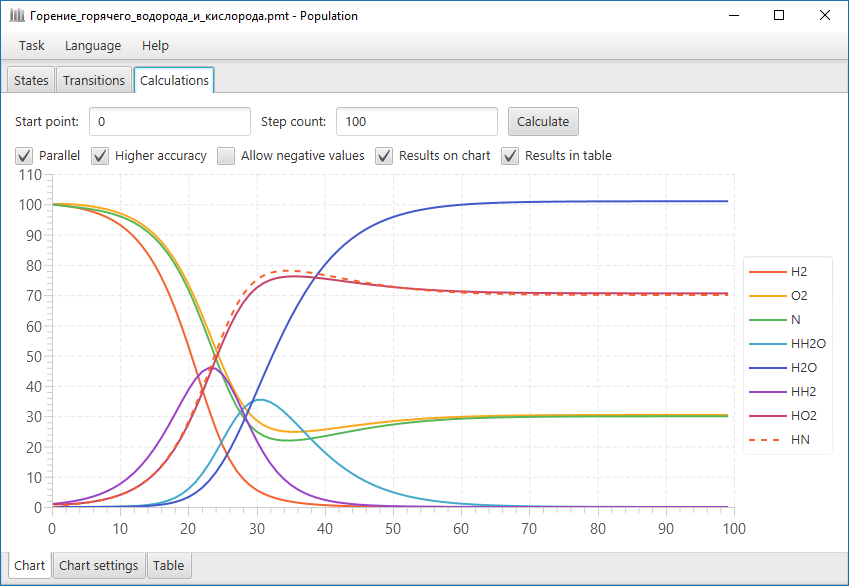 Горение_горячего_водорода_и_кислорода.pmt - Population
Task Language Help
States Transitions Calculations
Start point: 0 Step count: 100 Calculate
Parallel Higher accuracy Allow negative values Results on chart Results in table
110
100
90
80
70
60
50
40
30
20
10
0
0 10 20 30 40 50 60 70 80 90 100
H2
O2
N
HH2O
H2O
HH2
HO2
HN
Chart Chart settings Table